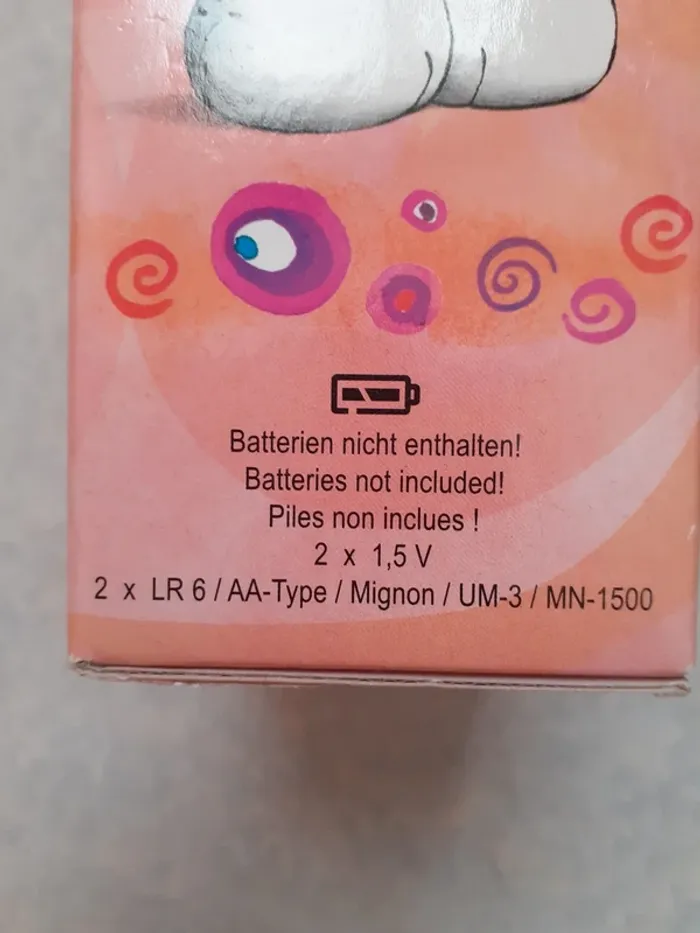 Batterien nicht enthalten!
Batteries not included!
Piles non inclues !
2 x 1,5 V
2 x LR 6 / AA-Type / Mignon / UM-3 / MN-1500